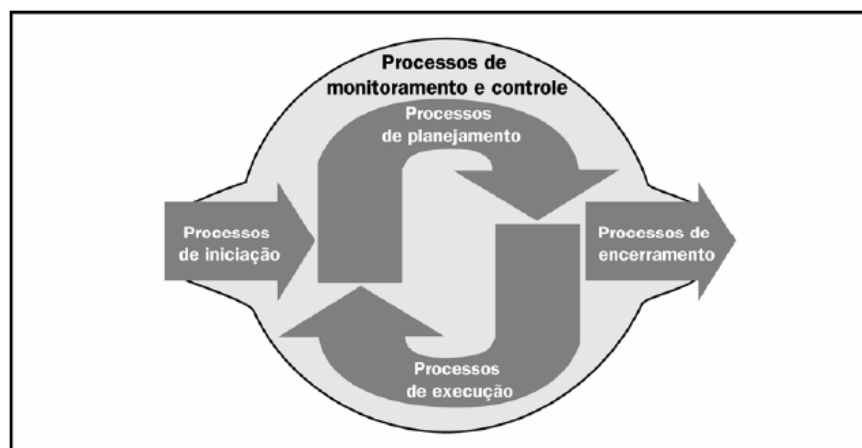 Processos de
monitoramento e controle
Processos
de planejamento
Processos
de iniciação
Processos de
encerramento
Processos
de execução